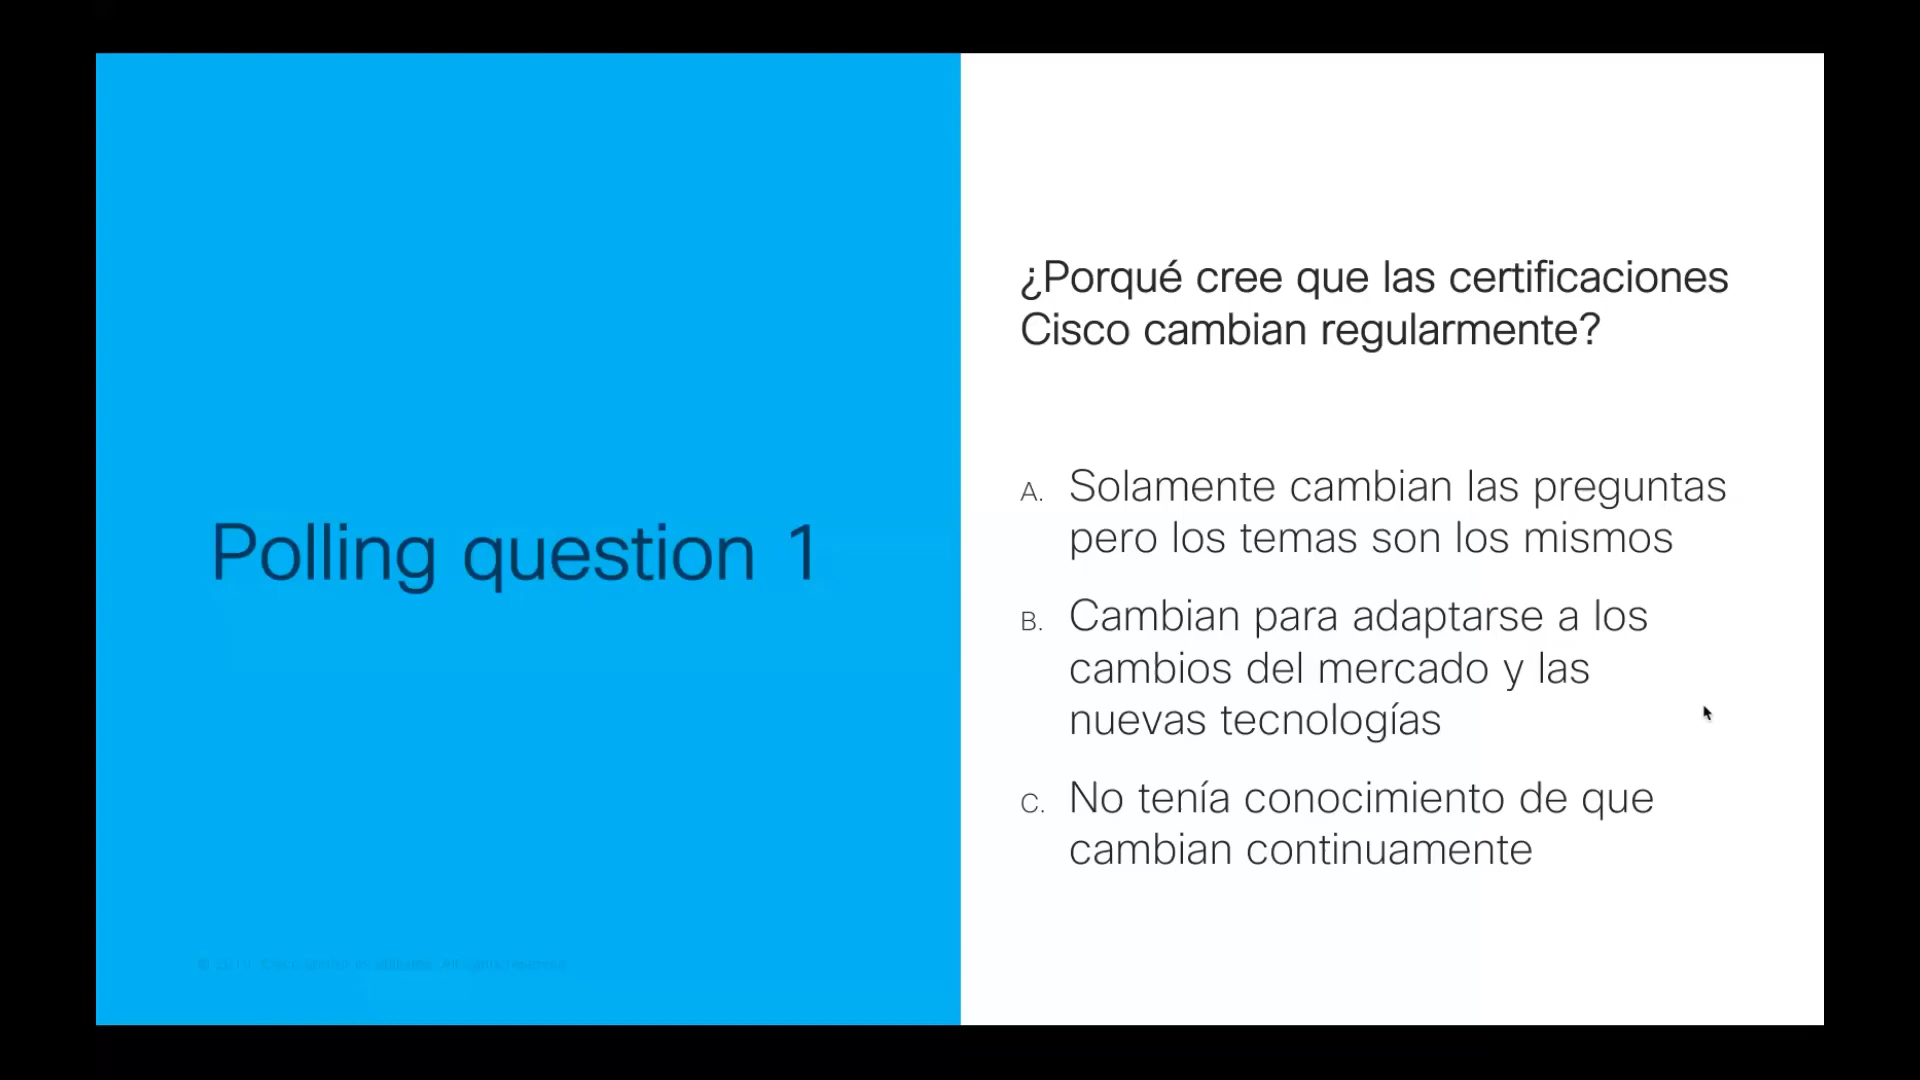 Polling question 1
¿Porqué cree que las certificaciones
Cisco cambian regularmente?
A. Solamente cambian las preguntas
pero los temas son los mismos
B. Cambian para adaptarse a los
cambios del mercado y las
nuevas tecnologías
C. No tenía conocimiento de que
cambian continuamente